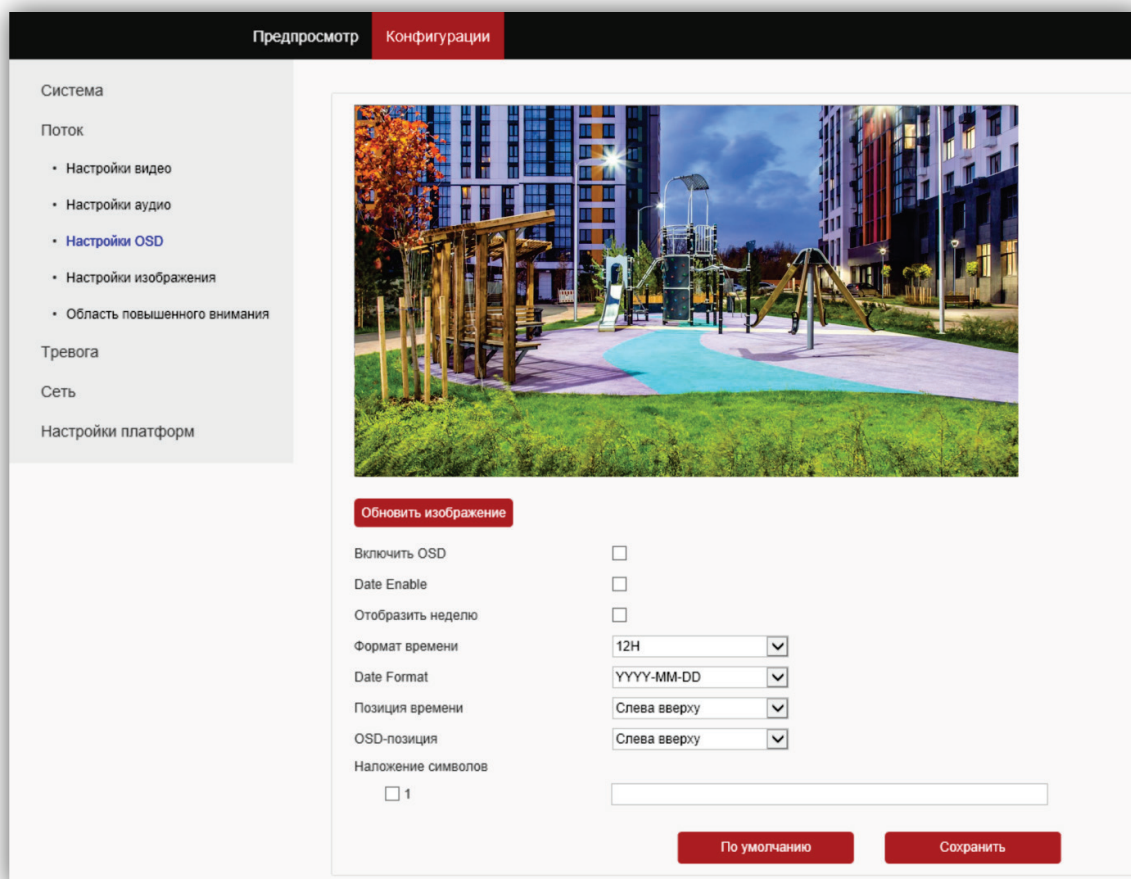 Предпросмотр Конфигурации
Система
Поток
• Настройки видео
• Настройки аудио
• Настройки OSD
• Настройки изображения
• Область повышенного внимания
Тревога
Сеть
Настройки платформ
Обновить изображение
Включить OSD
Date Enable
Отобразить неделю
Формат времени 12H
Date Format YYYY-MM-DD
Позиция времени Слева вверху
OSD-позиция Слева вверху
Наложение символов
1
По умолчанию Сохранить